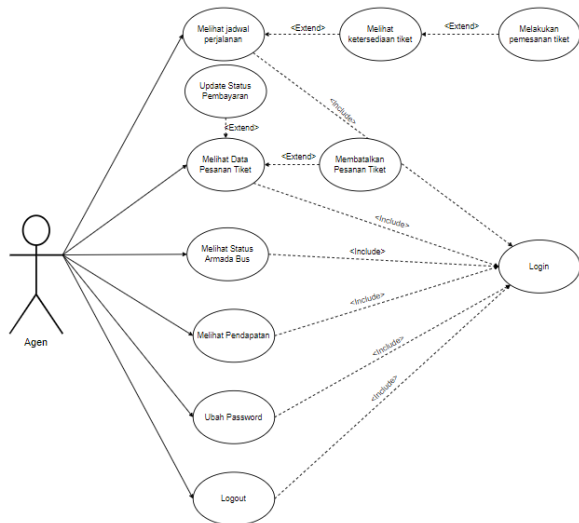 Melihat jadwal
perjalanan
<Extend>
Melihat
ketersediaan tiket
<Extend>
Melakukan
pemesanan tiket
Update Status
Pembayaran
<Include>
<Extend>
Melihat Data
Pesanan Tiket
<Extend>
Membatalkan
Pesanan Tiket
<Include>
Melihat Status
Armada Bus
<Include>
Login
<Include>
Melihat Pendapatan
Agen
<Include>
Ubah Password
<Include>
Logout